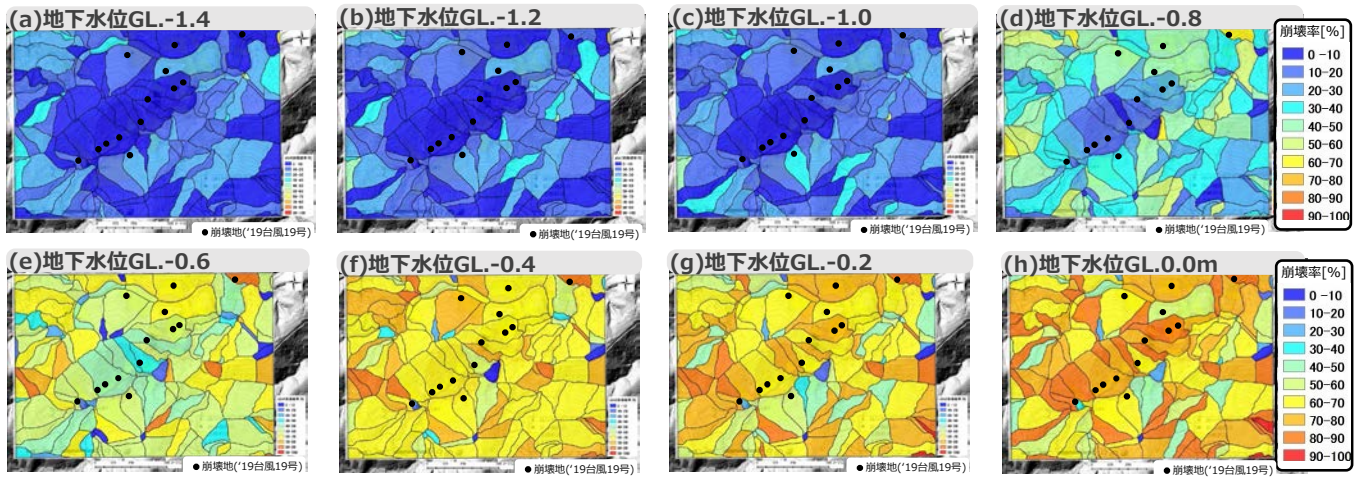 (a)地下水位GL.-1.4
(b)地下水位GL.-1.2
(c)地下水位GL.-1.0
(d)地下水位GL.-0.8
崩壊率[%]
0 -10
10-20
20-30
30-40
40-50
50-60
60-70
70-80
80-90
90-100
●崩壊地('19台風19号)
●崩壊地('19台風19号)
●崩壊地('19台風19号)
●崩壊地('19台風19号)
(e)地下水位GL.-0.6
(f)地下水位GL.-0.4
(g)地下水位GL.-0.2
(h)地下水位GL.0.0m
崩壊率[%]
0 -10
10-20
20-30
30-40
40-50
50-60
60-70
70-80
80-90
90-100
●崩壊地('19台風19号)
●崩壊地('19台風19号)
●崩壊地('19台風19号)
●崩壊地('19台風19号)